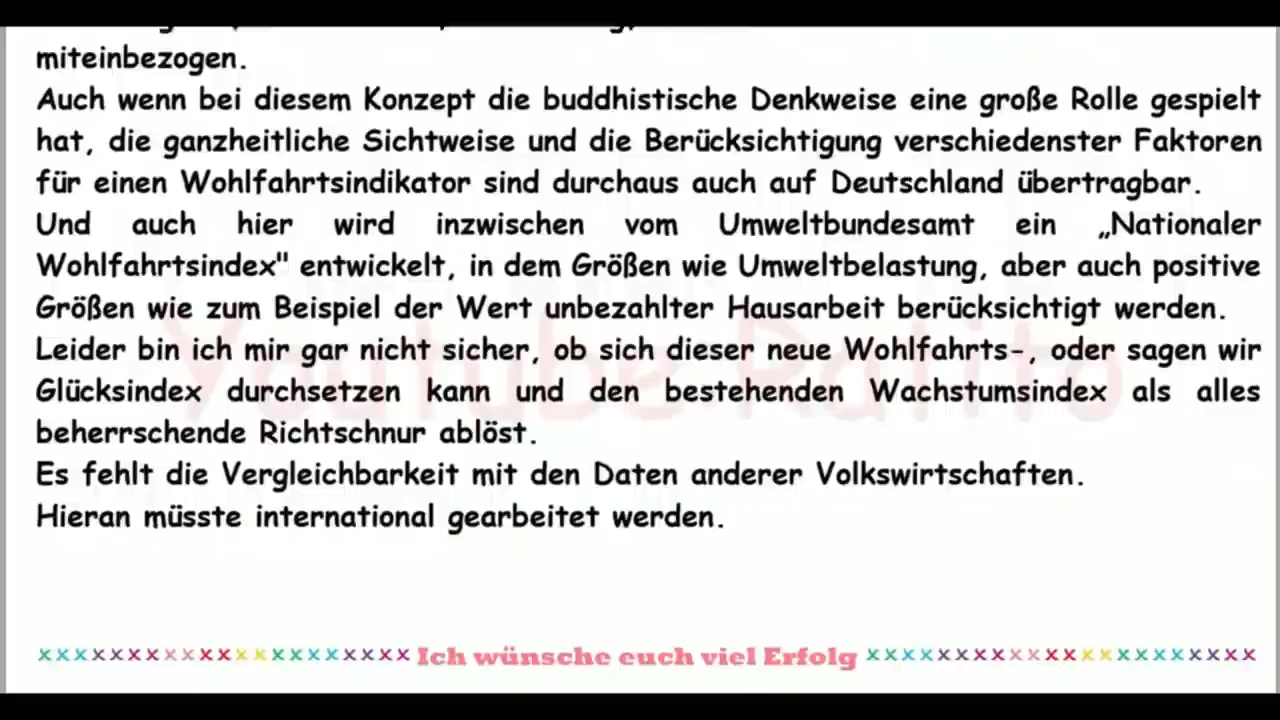 miteinbezogen.
Auch wenn bei diesem Konzept die buddhistische Denkweise eine große Rolle gespielt
hat, die ganzheitliche Sichtweise und die Berücksichtigung verschiedenster Faktoren
für einen Wohlfahrtsindikator sind durchaus auch auf Deutschland übertragbar.
Und auch hier wird inzwischen vom Umweltbundesamt ein „Nationaler
Wohlfahrtsindex" entwickelt, in dem Größen wie Umweltbelastung, aber auch positive
Größen wie zum Beispiel der Wert unbezahlter Hausarbeit berücksichtigt werden.
Leider bin ich mir gar nicht sicher, ob sich dieser neue Wohlfahrts-, oder sagen wir
Glücksindex durchsetzen kann und den bestehenden Wachstumsindex als alles
beherrschende Richtschnur ablöst.
Es fehlt die Vergleichbarkeit mit den Daten anderer Volkswirtschaften.
Hieran müsste international gearbeitet werden.
Ich wünsche euch viel Erfolg